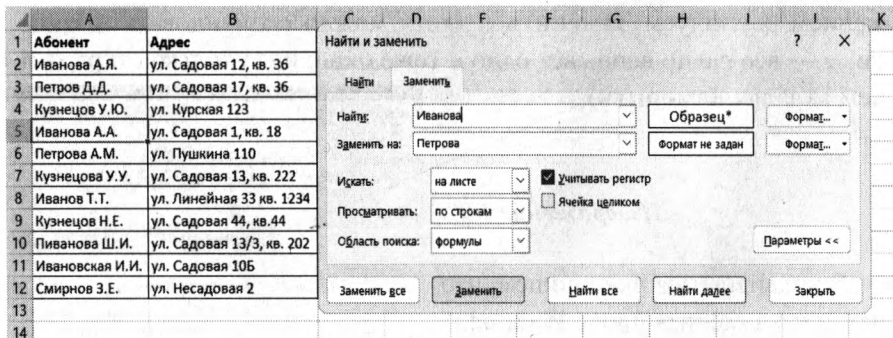 A B C D E F G H I J K
1 Абонент Адрес
2 Иванова А.Я. ул. Садовая 12, кв. 36
3 Петров Д.Д. ул. Садовая 17, кв. 36
4 Кузнецов У.Ю. ул. Курская 123
5 Иванова А.А. ул. Садовая 1, кв. 18
6 Петрова А.М. ул. Пушкина 110
7 Кузнецова У.У. ул. Садовая 13, кв. 222
8 Иванов Т.Т. ул. Линейная 33 кв. 1234
9 Кузнецов Н.Е. ул. Садовая 44, кв.44
10 Пиванова Ш.И. ул. Садовая 13/3, кв. 202
11 Ивановская И.И. ул. Садовая 10Б
12 Смирнов З.Е. ул. Несадовая 2
13
14
Найти и заменить ? ×
Найти Заменить
Найти: Иванова Образец* Формат...
Заменить на: Петрова Формат не задан Формат...
Искать: на листе Учитывать регистр
Просматривать: по строкам Ячейка целиком
Область поиска: формулы Параметры <<
Заменить все Заменить Найти все Найти далее Закрыть